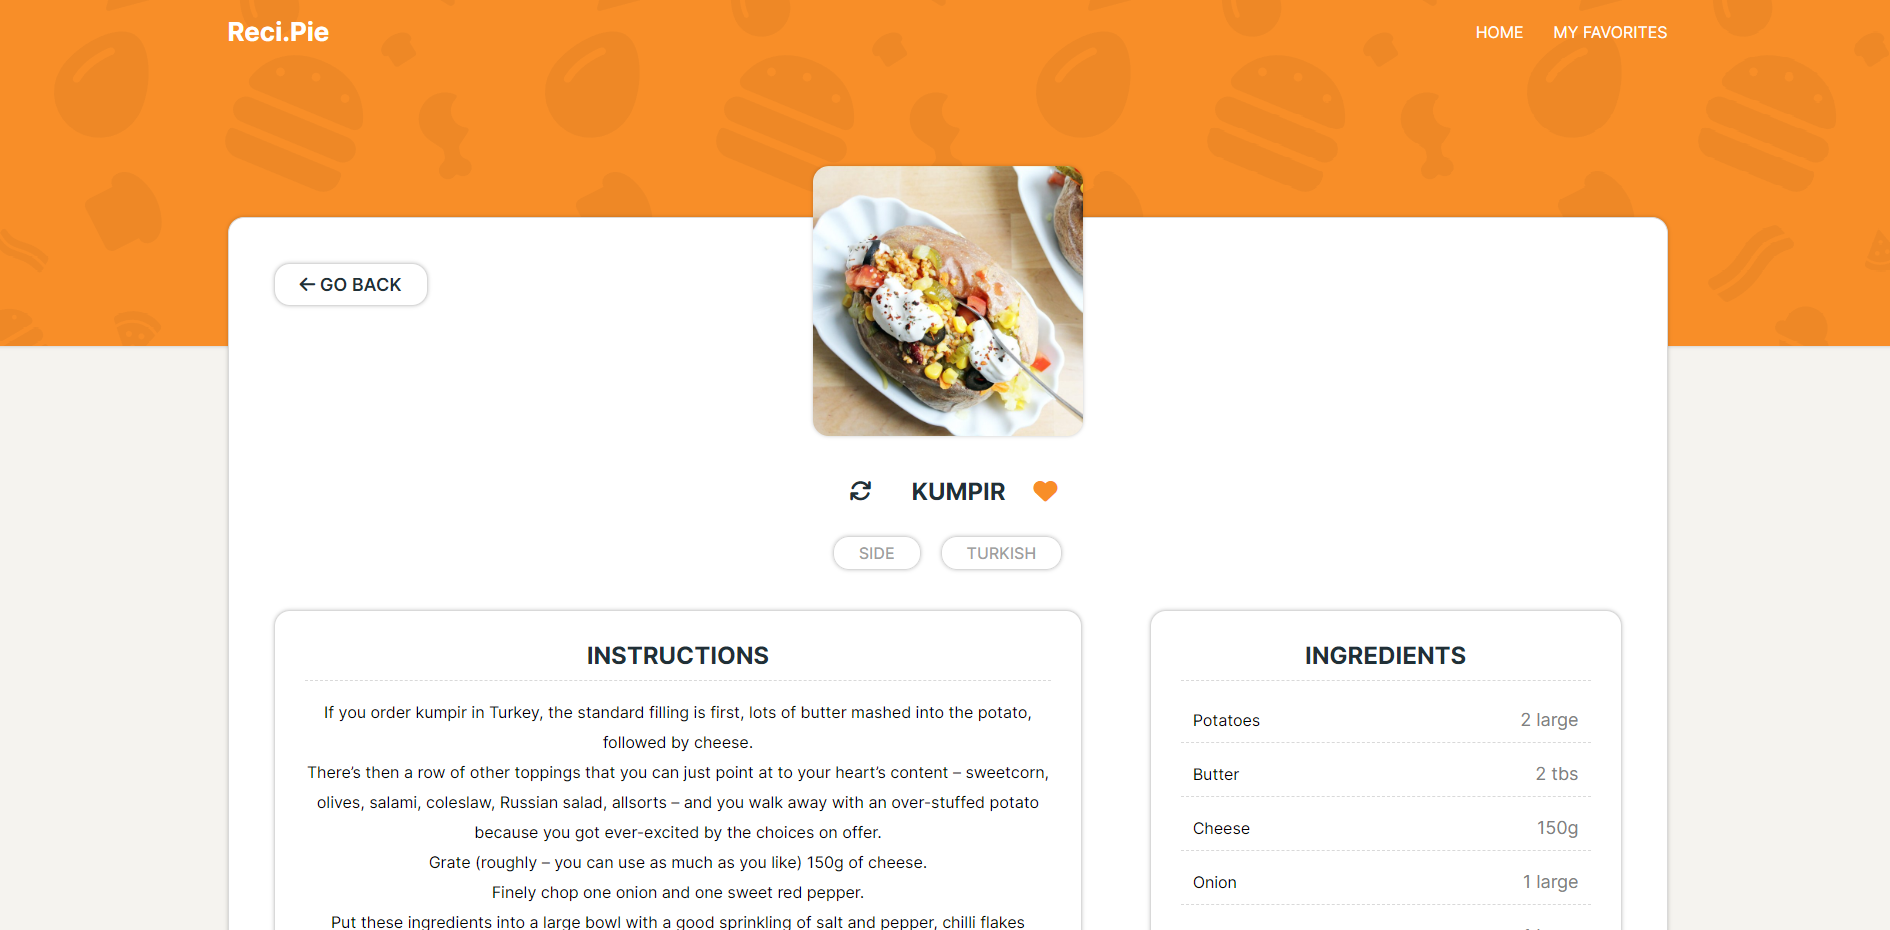 Reci.Pie
HOME
MY FAVORITES
GO BACK
KUMPIR
SIDE
TURKISH
INSTRUCTIONS
If you order kumpir in Turkey, the standard filling is first, lots of butter mashed into the potato,
followed by cheese.
There’s then a row of other toppings that you can just point at to your heart’s content – sweetcorn,
olives, salami, coleslaw, Russian salad, allsorts – and you walk away with an over-stuffed potato
because you got ever-excited by the choices on offer.
Grate (roughly – you can use as much as you like) 150g of cheese.
Finely chop one onion and one sweet red pepper.
Put these ingredients into a large bowl with a good sprinkling of salt and pepper, chilli flakes
INGREDIENTS
Potatoes 2 large
Butter 2 tbs
Cheese 150g
Onion 1 large